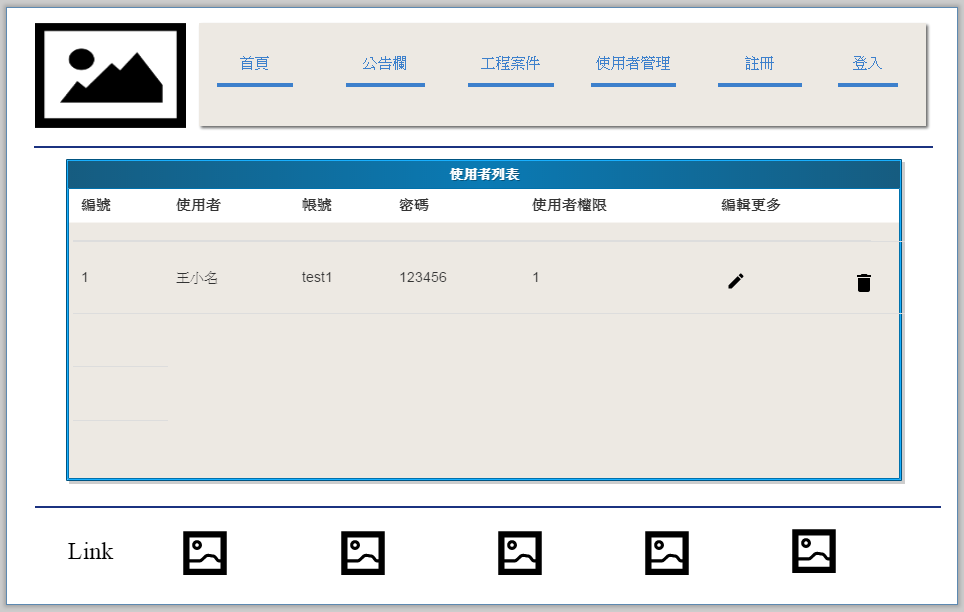 首頁 公告欄 工程案件 使用者管理 註冊 登入
使用者列表
編號 使用者 帳號 密碼 使用者權限 編輯更多
1 王小名 test1 123456 1
Link